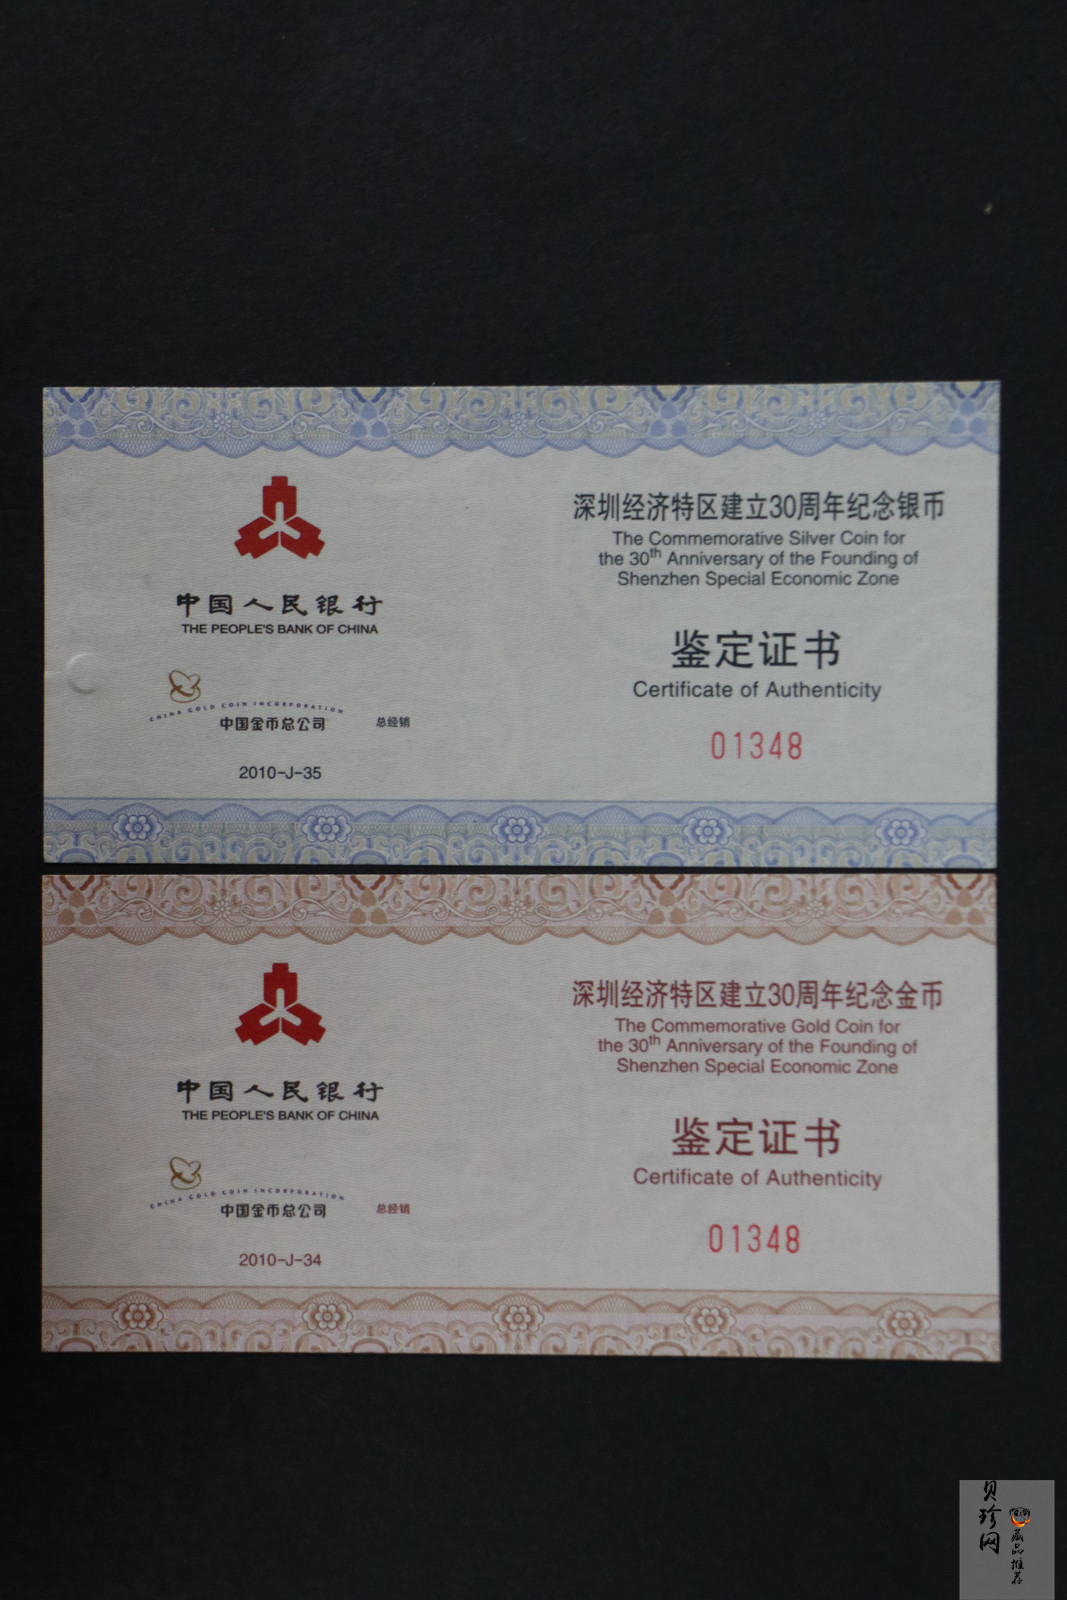 中国人民银行
THE PEOPLE'S BANK OF CHINA
CHINA GOLD COIN INCORPORATION
中国金币总公司 总经销
2010-J-35
深圳经济特区建立30周年纪念银币
The Commemorative Silver Coin for
the 30th Anniversary of the Founding of
Shenzhen Special Economic Zone
鉴定证书
Certificate of Authenticity
01348
中国人民银行
THE PEOPLE'S BANK OF CHINA
CHINA GOLD COIN INCORPORATION
中国金币总公司 总经销
2010-J-34
深圳经济特区建立30周年纪念金币
The Commemorative Gold Coin for
the 30th Anniversary of the Founding of
Shenzhen Special Economic Zone
鉴定证书
Certificate of Authenticity
01348
贝珍网
藏品推荐